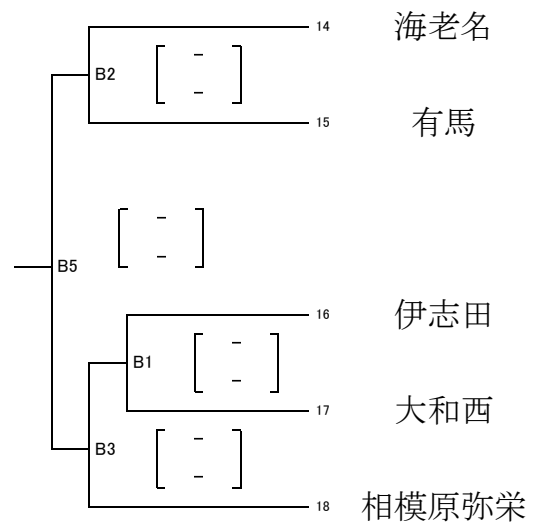 14 海老名
B2 - -
15 有馬
- -
B5
16 伊志田
B1 - -
17 大和西
B3 - -
18 相模原弥栄